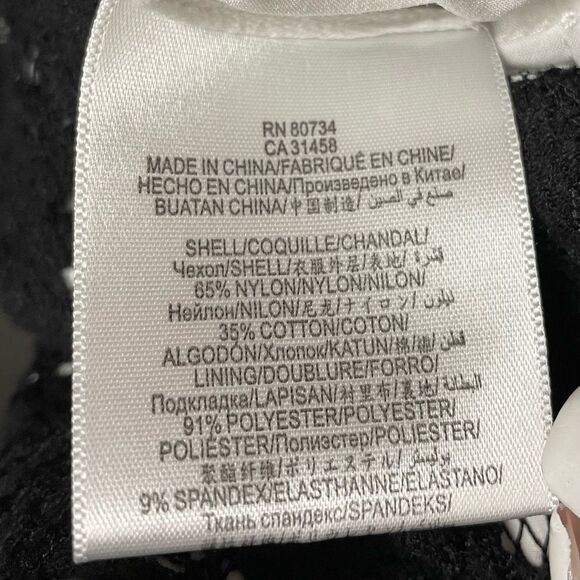 RN 80734
CA 31458
MADE IN CHINA/FABRIQUÉ EN CHINE/
HECHO EN CHINA/Произведено в Китае/
BUATAN CHINA/中国制造/ صنع في الصين
SHELL/COQUILLE/CHANDAL/
Чехол/SHELL/衣服外层/表地/ قشرة
65% NYLON/NYLON/NILON/
Нейлон/NILON/尼龙/ナイロン/ نيلون
35% COTTON/COTON/
ALGODÓN/Хлопок/KATUN/棉/綿/ قطن
LINING/DOUBLURE/FORRO/
Подкладка/LAPISAN/衬里布/裏地/ البطانة
91% POLYESTER/POLYESTER/
POLIÉSTER/Полиэстер/POLIESTER/
聚酯纤维/ポリエステル/ بوليستر
9% SPANDEX/ELASTHANNE/ELASTANO/
Ткань спандекс/SPANDEKS/